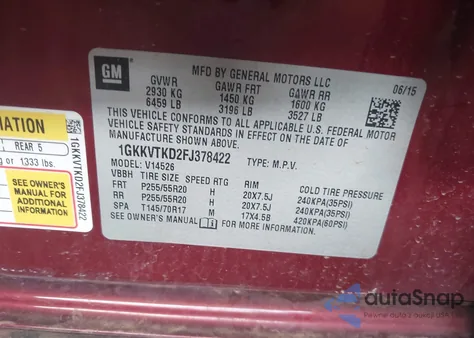 GM
MFD BY GENERAL MOTORS LLC
06/15
GVWR GAWR FRT GAWR RR
2930 KG 1450 KG 1600 KG
6459 LB 3196 LB 3527 LB
THIS VEHICLE CONFORMS TO ALL APPLICABLE U.S. FEDERAL
VEHICLE SAFETY STANDARDS IN EFFECT ON THE DATE OF
MANUFACTURE SHOWN ABOVE.
1GKKVTKD2FJ378422 TYPE: M.P.V.
MODEL: V14526
VBBH TIRE SIZE SPEED RTG RIM COLD TIRE PRESSURE
FRT P255/55R20 H 20X7.5J 240KPA(35PSI)
RR P255/55R20 H 20X7.5J 240KPA(35PSI)
SPA T145/70R17 M 17X4.5B 420KPA(60PSI)
SEE OWNER'S MANUAL FOR MORE INFORMATION.
MATION
REAR 5
kg or 1333 lbs.
SEE OWNER'S
MANUAL FOR
ADDITIONAL
INFORMATION
1GKKVTKD2FJ378422
autaSnap